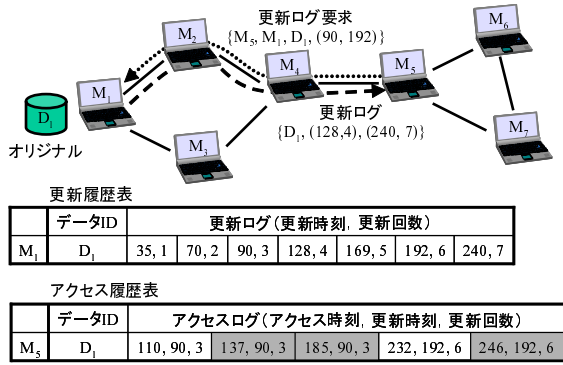 更新ログ要求
{M5, M1, D1, (90, 192)}
M2
M6
M4
M5
M1
更新ログ
{D1, (128,4), (240, 7)}
D1
M7
オリジナル
M3
更新履歴表
データID 更新ログ(更新時刻, 更新回数)
M1 D1 35, 1 70, 2 90, 3 128, 4 169, 5 192, 6 240, 7
アクセス履歴表
データID アクセスログ(アクセス時刻, 更新時刻, 更新回数)
M5 D1 110, 90, 3 137, 90, 3 185, 90, 3 232, 192, 6 246, 192, 6